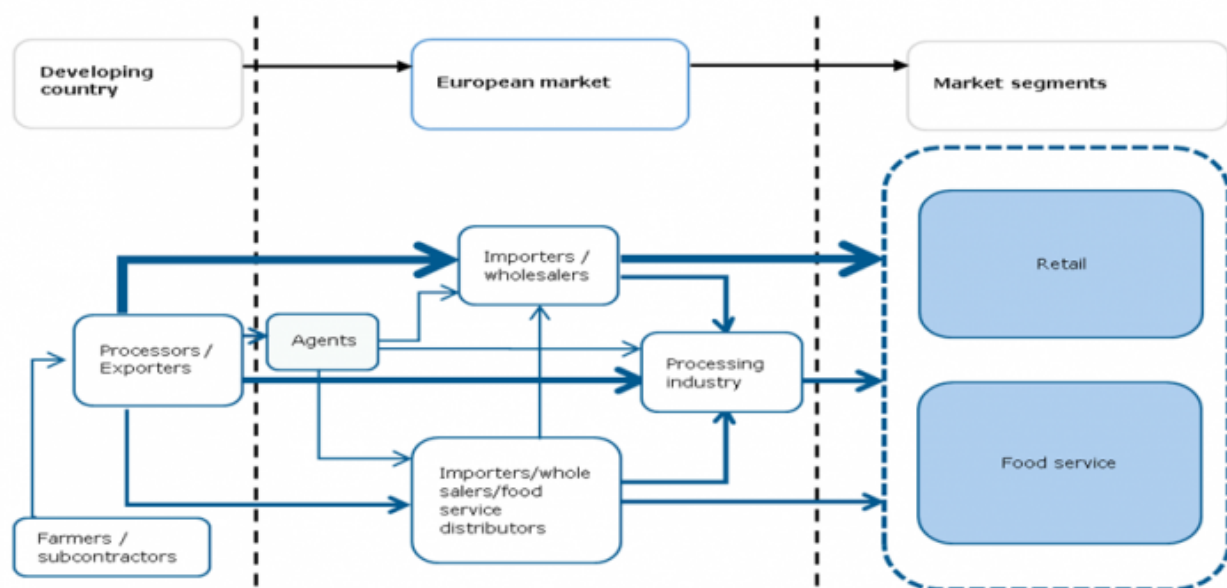 Developing
country
European market
Market segments
Importers /
wholesalers
Retail
Processors /
Exporters
Agents
Processing
industry
Importers/whole
salers/food
service
distributors
Food service
Farmers /
subcontractors